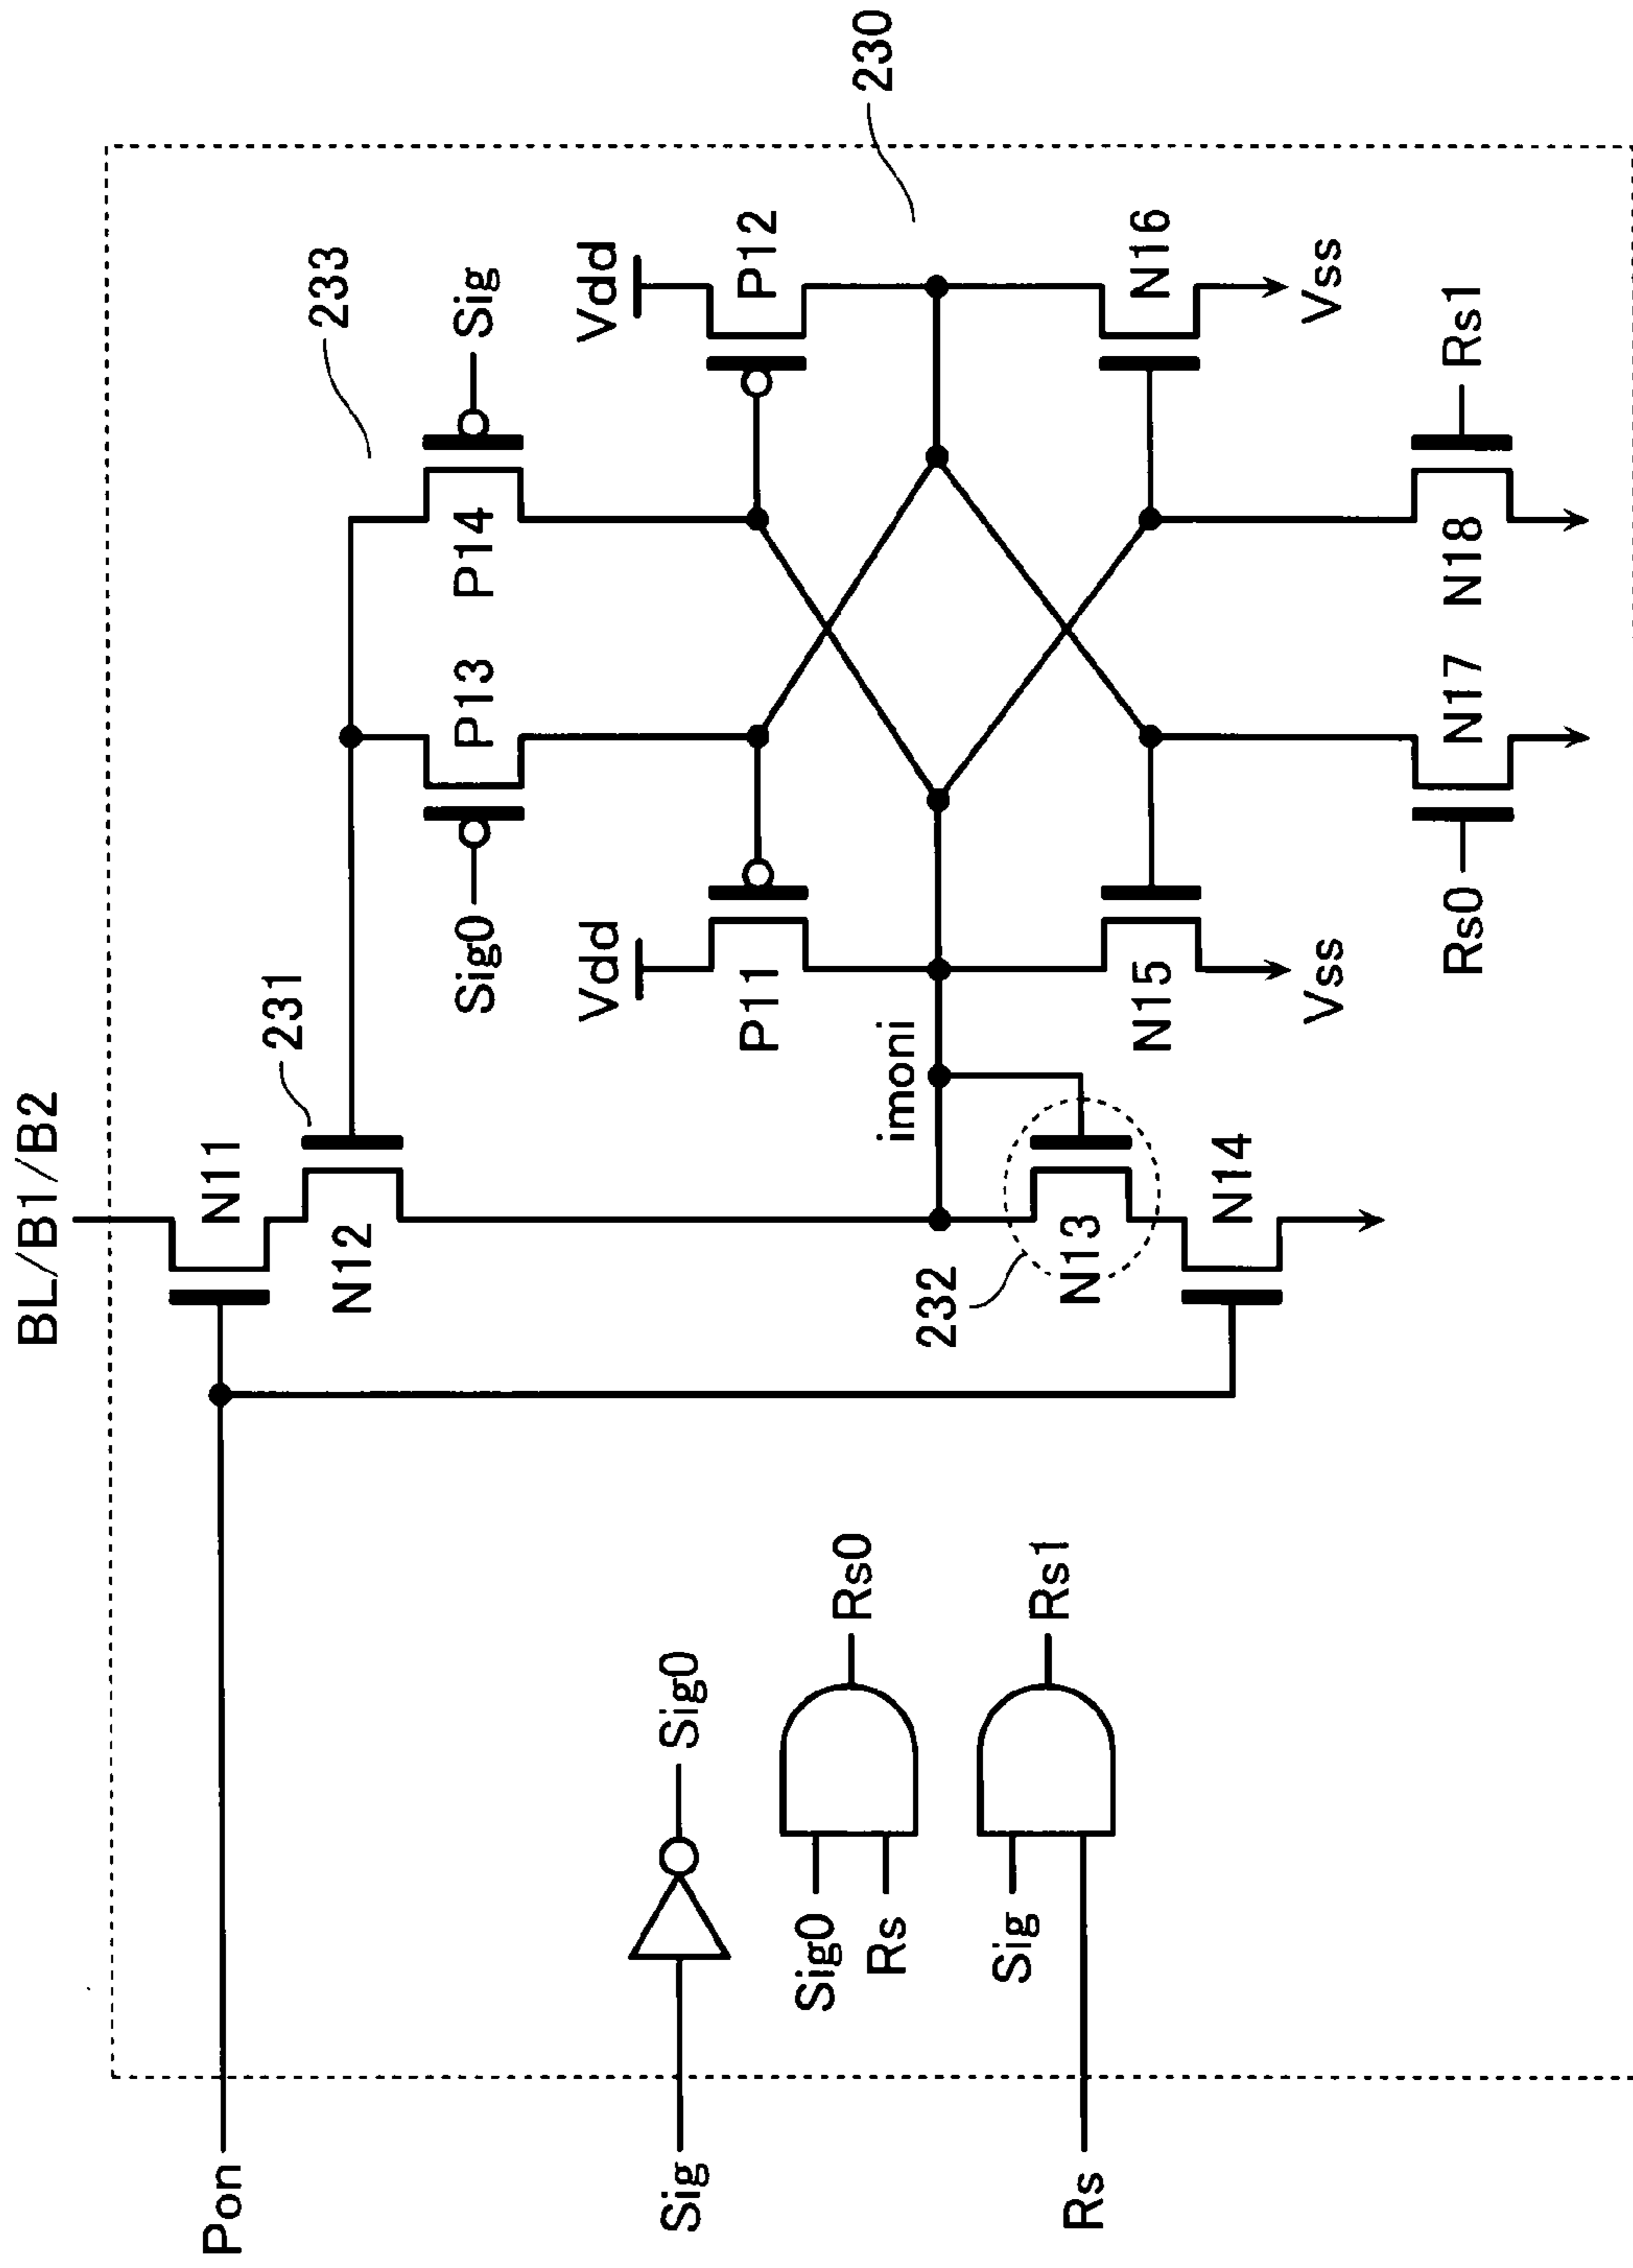 BL/B1/B2
Pon
N11
N12
231
233
Sig0
P13
P14
Sig
Vdd
P11
Vdd
P12
230
imoni
232
N13
N14
N15
Vss
N16
Vss
Rs0
N17
N18
Rs1
Sig
Sig0
Sig0
Rs
Rs0
Sig
Rs
Rs1